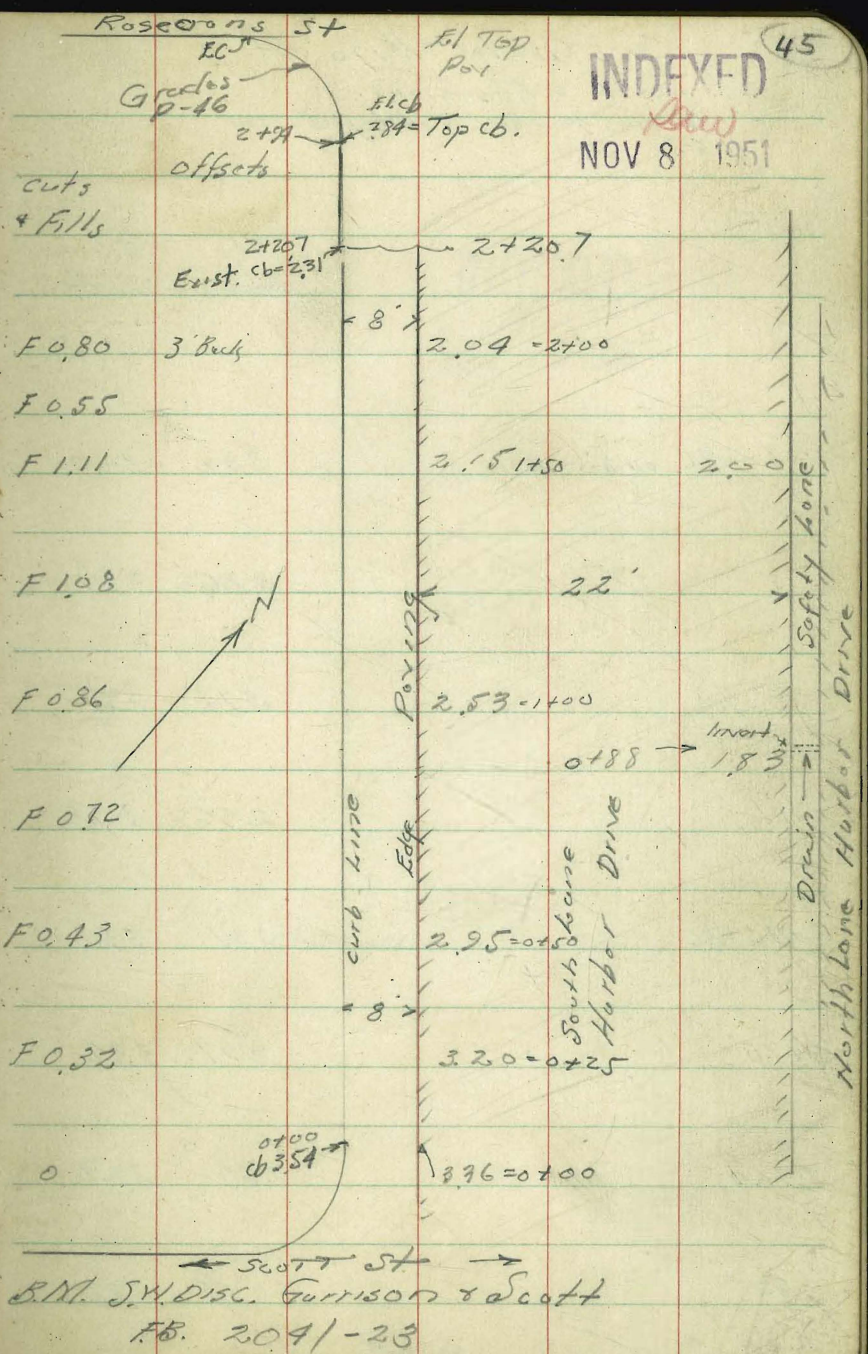 Rosecrans St
45
EC
El Top
Pav
INDEXED
Grades
p-46
El.cb
2.84 = Top cb.
2+74
NOV 8 1951
offsets
cuts
& Fills
2+20.7
2+20.7
Exist. cb=2.31
8'
F 0.80 3' Back 2.04 = 2+00
F 0.55
F 1.11 2.15 1+50 2.00
F 1.08 22'
Safety Lane
F 0.86 2.53 = 1+00
Invert
0+88 → 1.83
F 0.72
curb Line
Edge Paving
South Lane
Harbor Drive
Drain
North Lane Harbor Drive
F 0.43 2.95 = 0+50
8'
F 0.32 3.20 = 0+25
0+00
cb 3.54
0 3.36 = 0+00
Scott St
B.M. S.W. Disc. Garrison & Scott
F.B. 2041-23